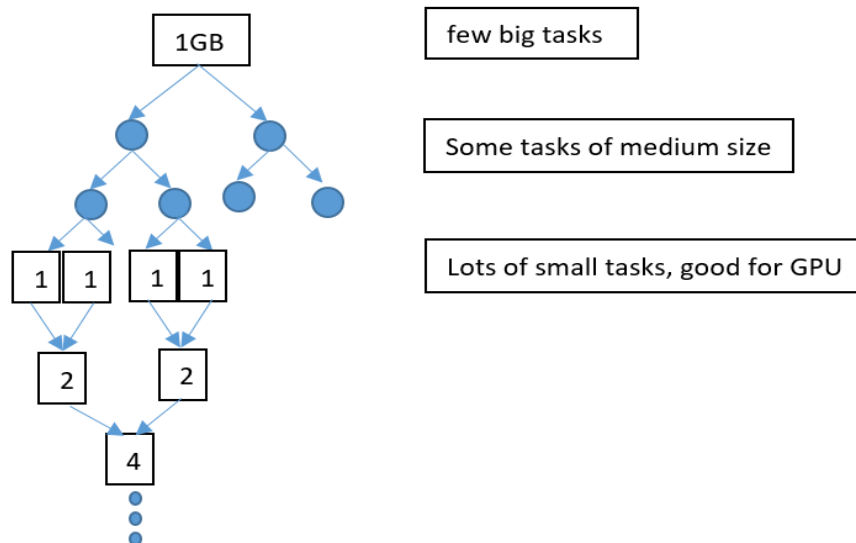 1GB
few big tasks
Some tasks of medium size
1 1 1 1
Lots of small tasks, good for GPU
2 2
4